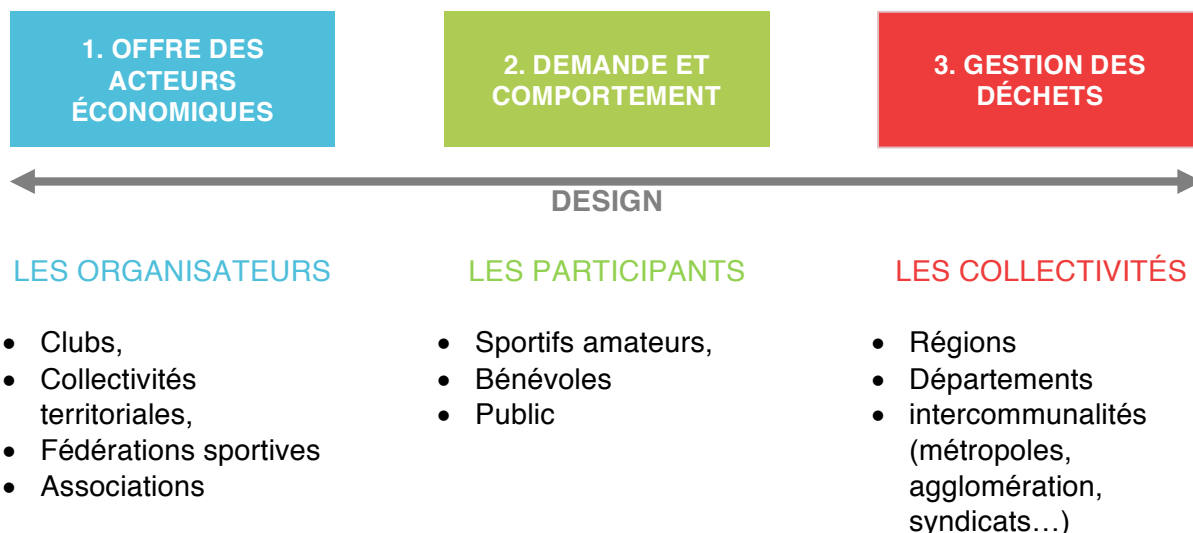 1. OFFRE DES
ACTEURS
ÉCONOMIQUES
2. DEMANDE ET
COMPORTEMENT
3. GESTION DES
DÉCHETS
DESIGN
LES ORGANISATEURS
• Clubs,
• Collectivités
territoriales,
• Fédérations sportives
• Associations
LES PARTICIPANTS
• Sportifs amateurs,
• Bénévoles
• Public
LES COLLECTIVITÉS
• Régions
• Départements
• intercommunalités
(métropoles,
agglomération,
syndicats…)